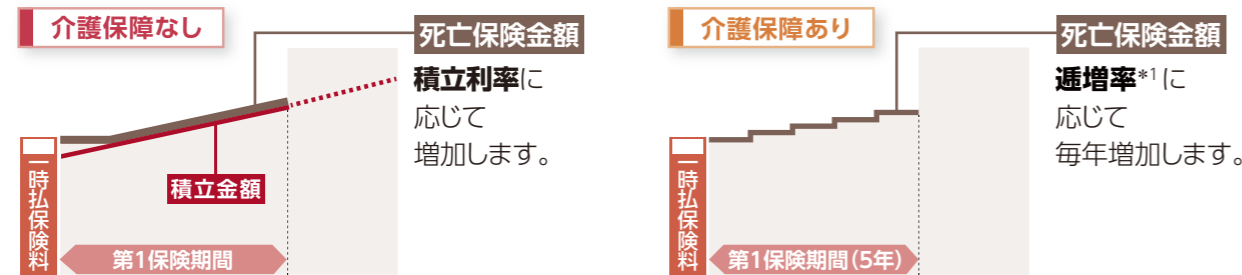 介護保障なし
死亡保険金額
積立利率に
応じて
増加します。
積立金額
一時払保険料
第1保険期間
介護保障あり
死亡保険金額
逓増率*1に
応じて
毎年増加します。
一時払保険料
第1保険期間(5年)